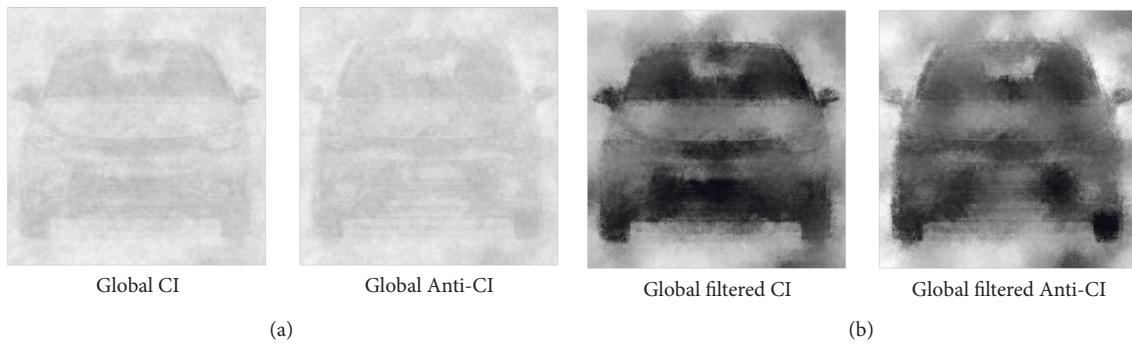 Global CI
Global Anti-CI
Global filtered CI
Global filtered Anti-CI
(a)
(b)